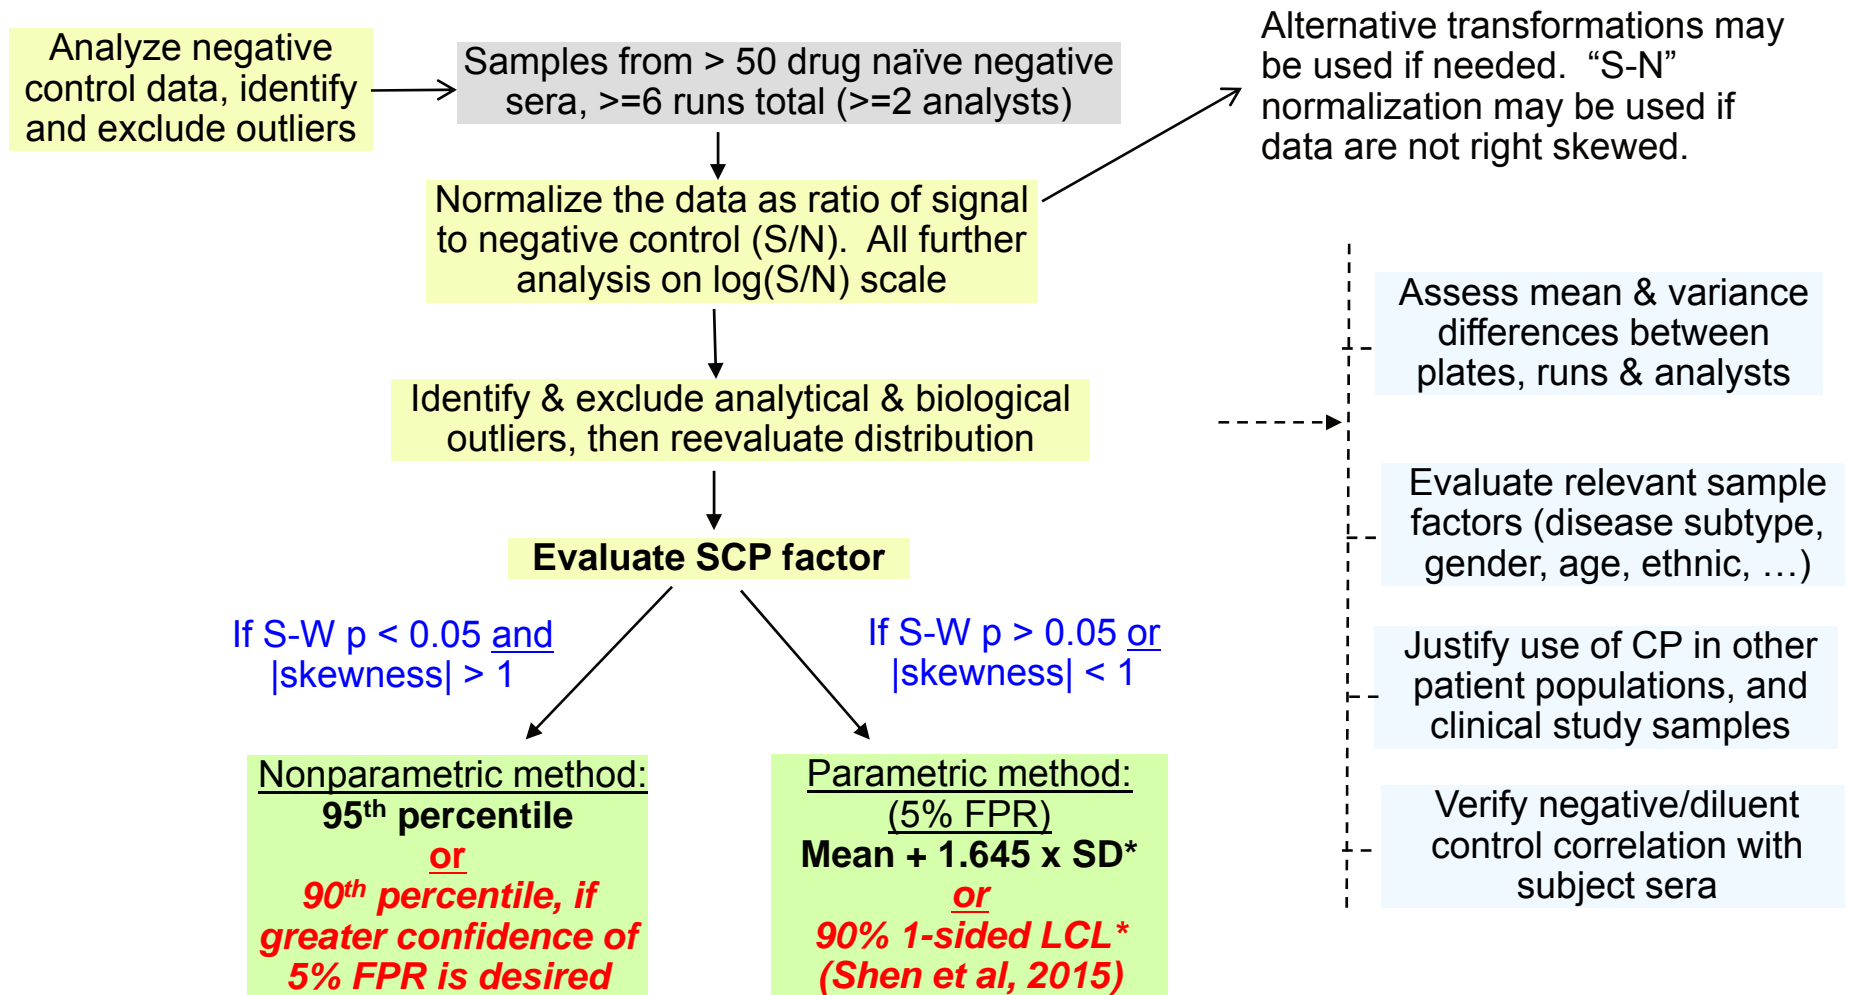 Analyze negative
control data, identify
and exclude outliers
Samples from > 50 drug naïve negative
sera, >=6 runs total (>=2 analysts)
Alternative transformations may
be used if needed.  “S-N”
normalization may be used if
data are not right skewed.
Normalize the data as ratio of signal
to negative control (S/N).  All further
analysis on log(S/N) scale
Identify & exclude analytical & biological
outliers, then reevaluate distribution
Evaluate SCP factor
If S-W p < 0.05 and
|skewness| > 1
If S-W p > 0.05 or
|skewness| < 1
Nonparametric method:
95th percentile
or
90th percentile, if
greater confidence of
5% FPR is desired
Parametric method:
(5% FPR)
Mean + 1.645 x SD*
or
90% 1-sided LCL*
(Shen et al, 2015)
Assess mean & variance
differences between
plates, runs & analysts
Evaluate relevant sample
factors (disease subtype,
gender, age, ethnic, …)
Justify use of CP in other
patient populations, and
clinical study samples
Verify negative/diluent
control correlation with
subject sera